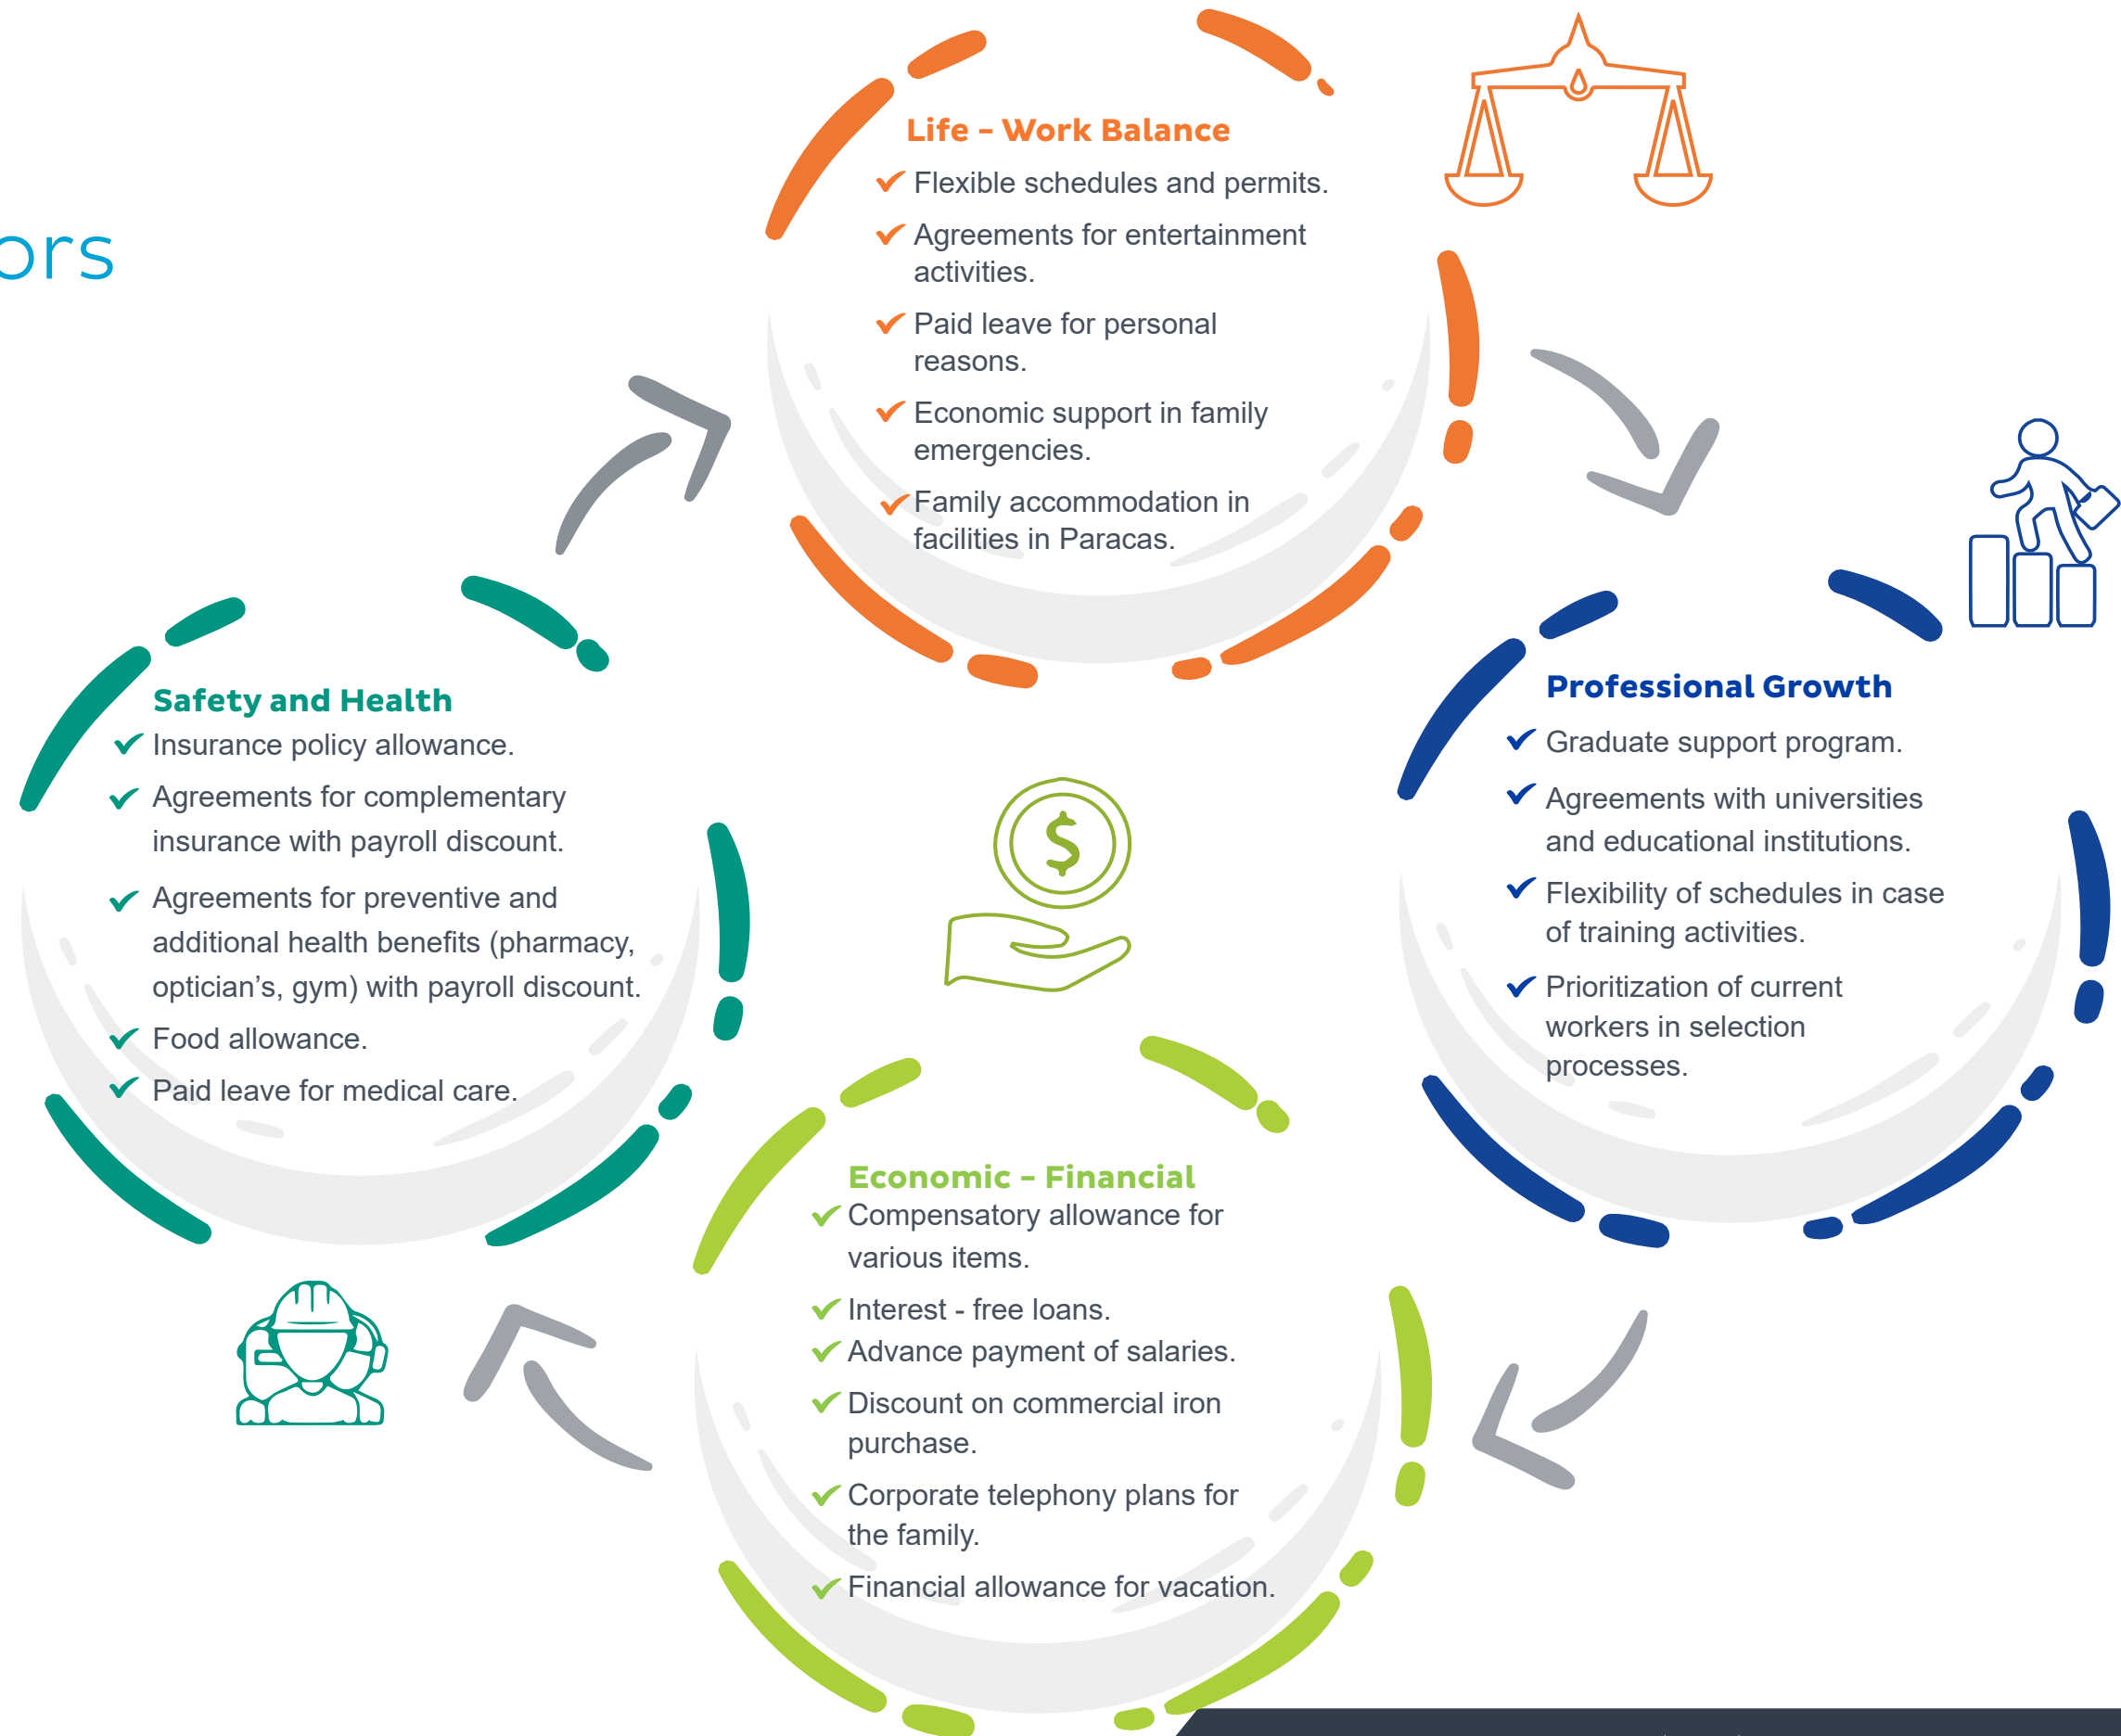 ors
Life - Work Balance
Flexible schedules and permits.
Agreements for entertainment
activities.
Paid leave for personal
reasons.
Economic support in family
emergencies.
Family accommodation in
facilities in Paracas.
Safety and Health
Insurance policy allowance.
Agreements for complementary
insurance with payroll discount.
Agreements for preventive and
additional health benefits (pharmacy,
optician’s, gym) with payroll discount.
Food allowance.
Paid leave for medical care.
Professional Growth
Graduate support program.
Agreements with universities
and educational institutions.
Flexibility of schedules in case
of training activities.
Prioritization of current
workers in selection
processes.
$
Economic - Financial
Compensatory allowance for
various items.
Interest - free loans.
Advance payment of salaries.
Discount on commercial iron
purchase.
Corporate telephony plans for
the family.
Financial allowance for vacation.